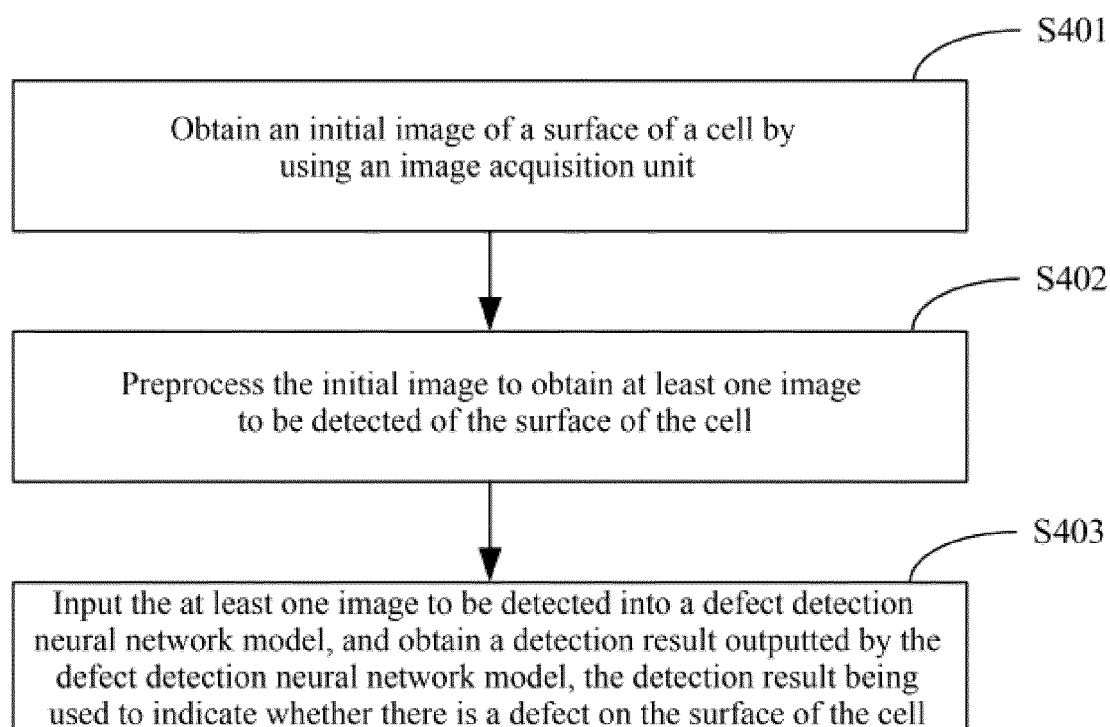 S401
Obtain an initial image of a surface of a cell by
using an image acquisition unit
S402
Preprocess the initial image to obtain at least one image
to be detected of the surface of the cell
S403
Input the at least one image to be detected into a defect detection
neural network model, and obtain a detection result outputted by the
defect detection neural network model, the detection result being
used to indicate whether there is a defect on the surface of the cell